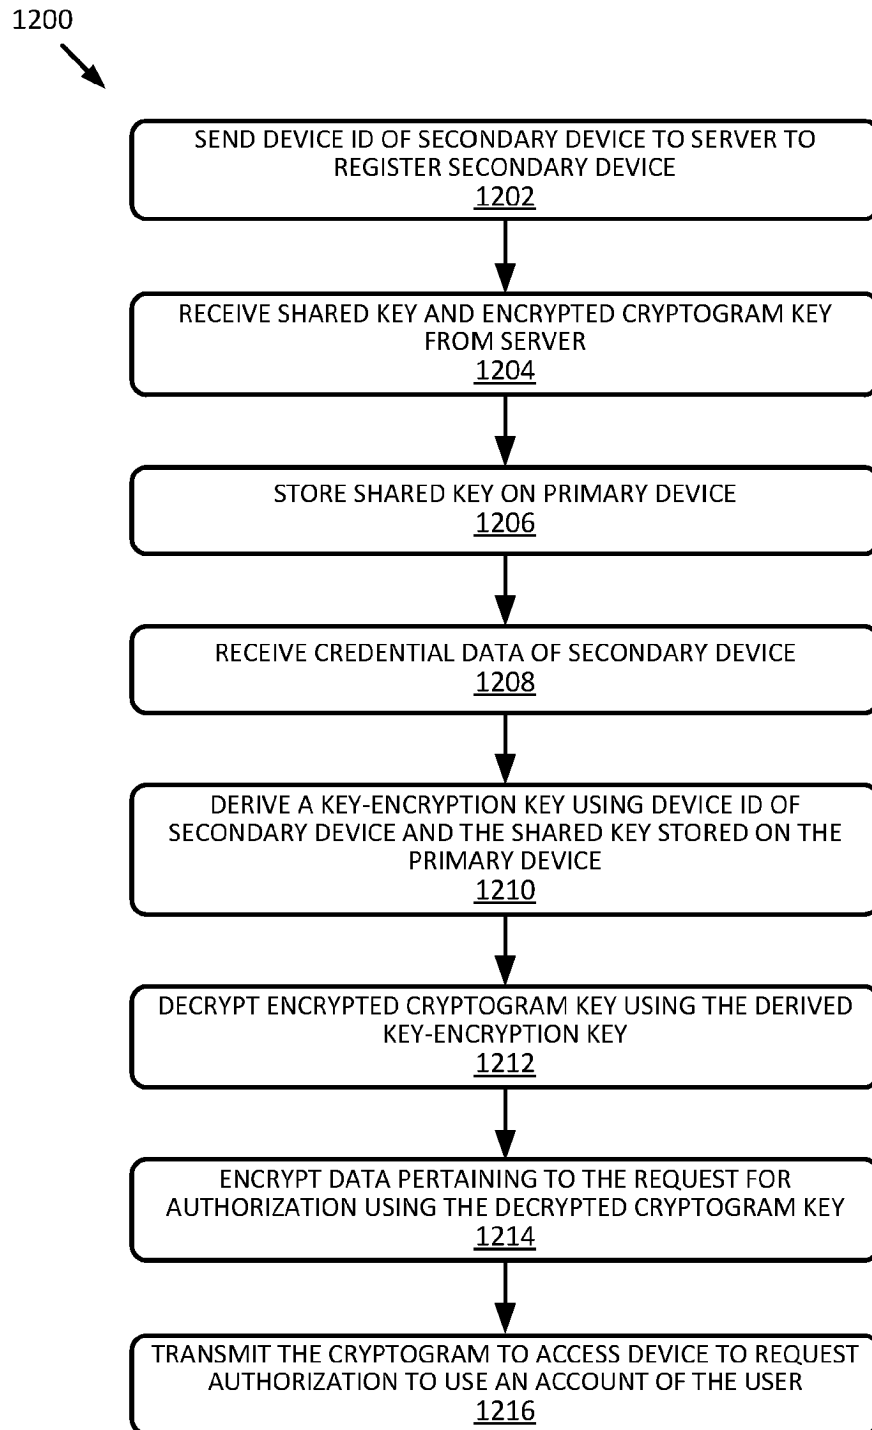 1200
SEND DEVICE ID OF SECONDARY DEVICE TO SERVER TO
REGISTER SECONDARY DEVICE
1202
RECEIVE SHARED KEY AND ENCRYPTED CRYPTOGRAM KEY
FROM SERVER
1204
STORE SHARED KEY ON PRIMARY DEVICE
1206
RECEIVE CREDENTIAL DATA OF SECONDARY DEVICE
1208
DERIVE A KEY-ENCRYPTION KEY USING DEVICE ID OF
SECONDARY DEVICE AND THE SHARED KEY STORED ON THE
PRIMARY DEVICE
1210
DECRYPT ENCRYPTED CRYPTOGRAM KEY USING THE DERIVED
KEY-ENCRYPTION KEY
1212
ENCRYPT DATA PERTAINING TO THE REQUEST FOR
AUTHORIZATION USING THE DECRYPTED CRYPTOGRAM KEY
1214
TRANSMIT THE CRYPTOGRAM TO ACCESS DEVICE TO REQUEST
AUTHORIZATION TO USE AN ACCOUNT OF THE USER
1216